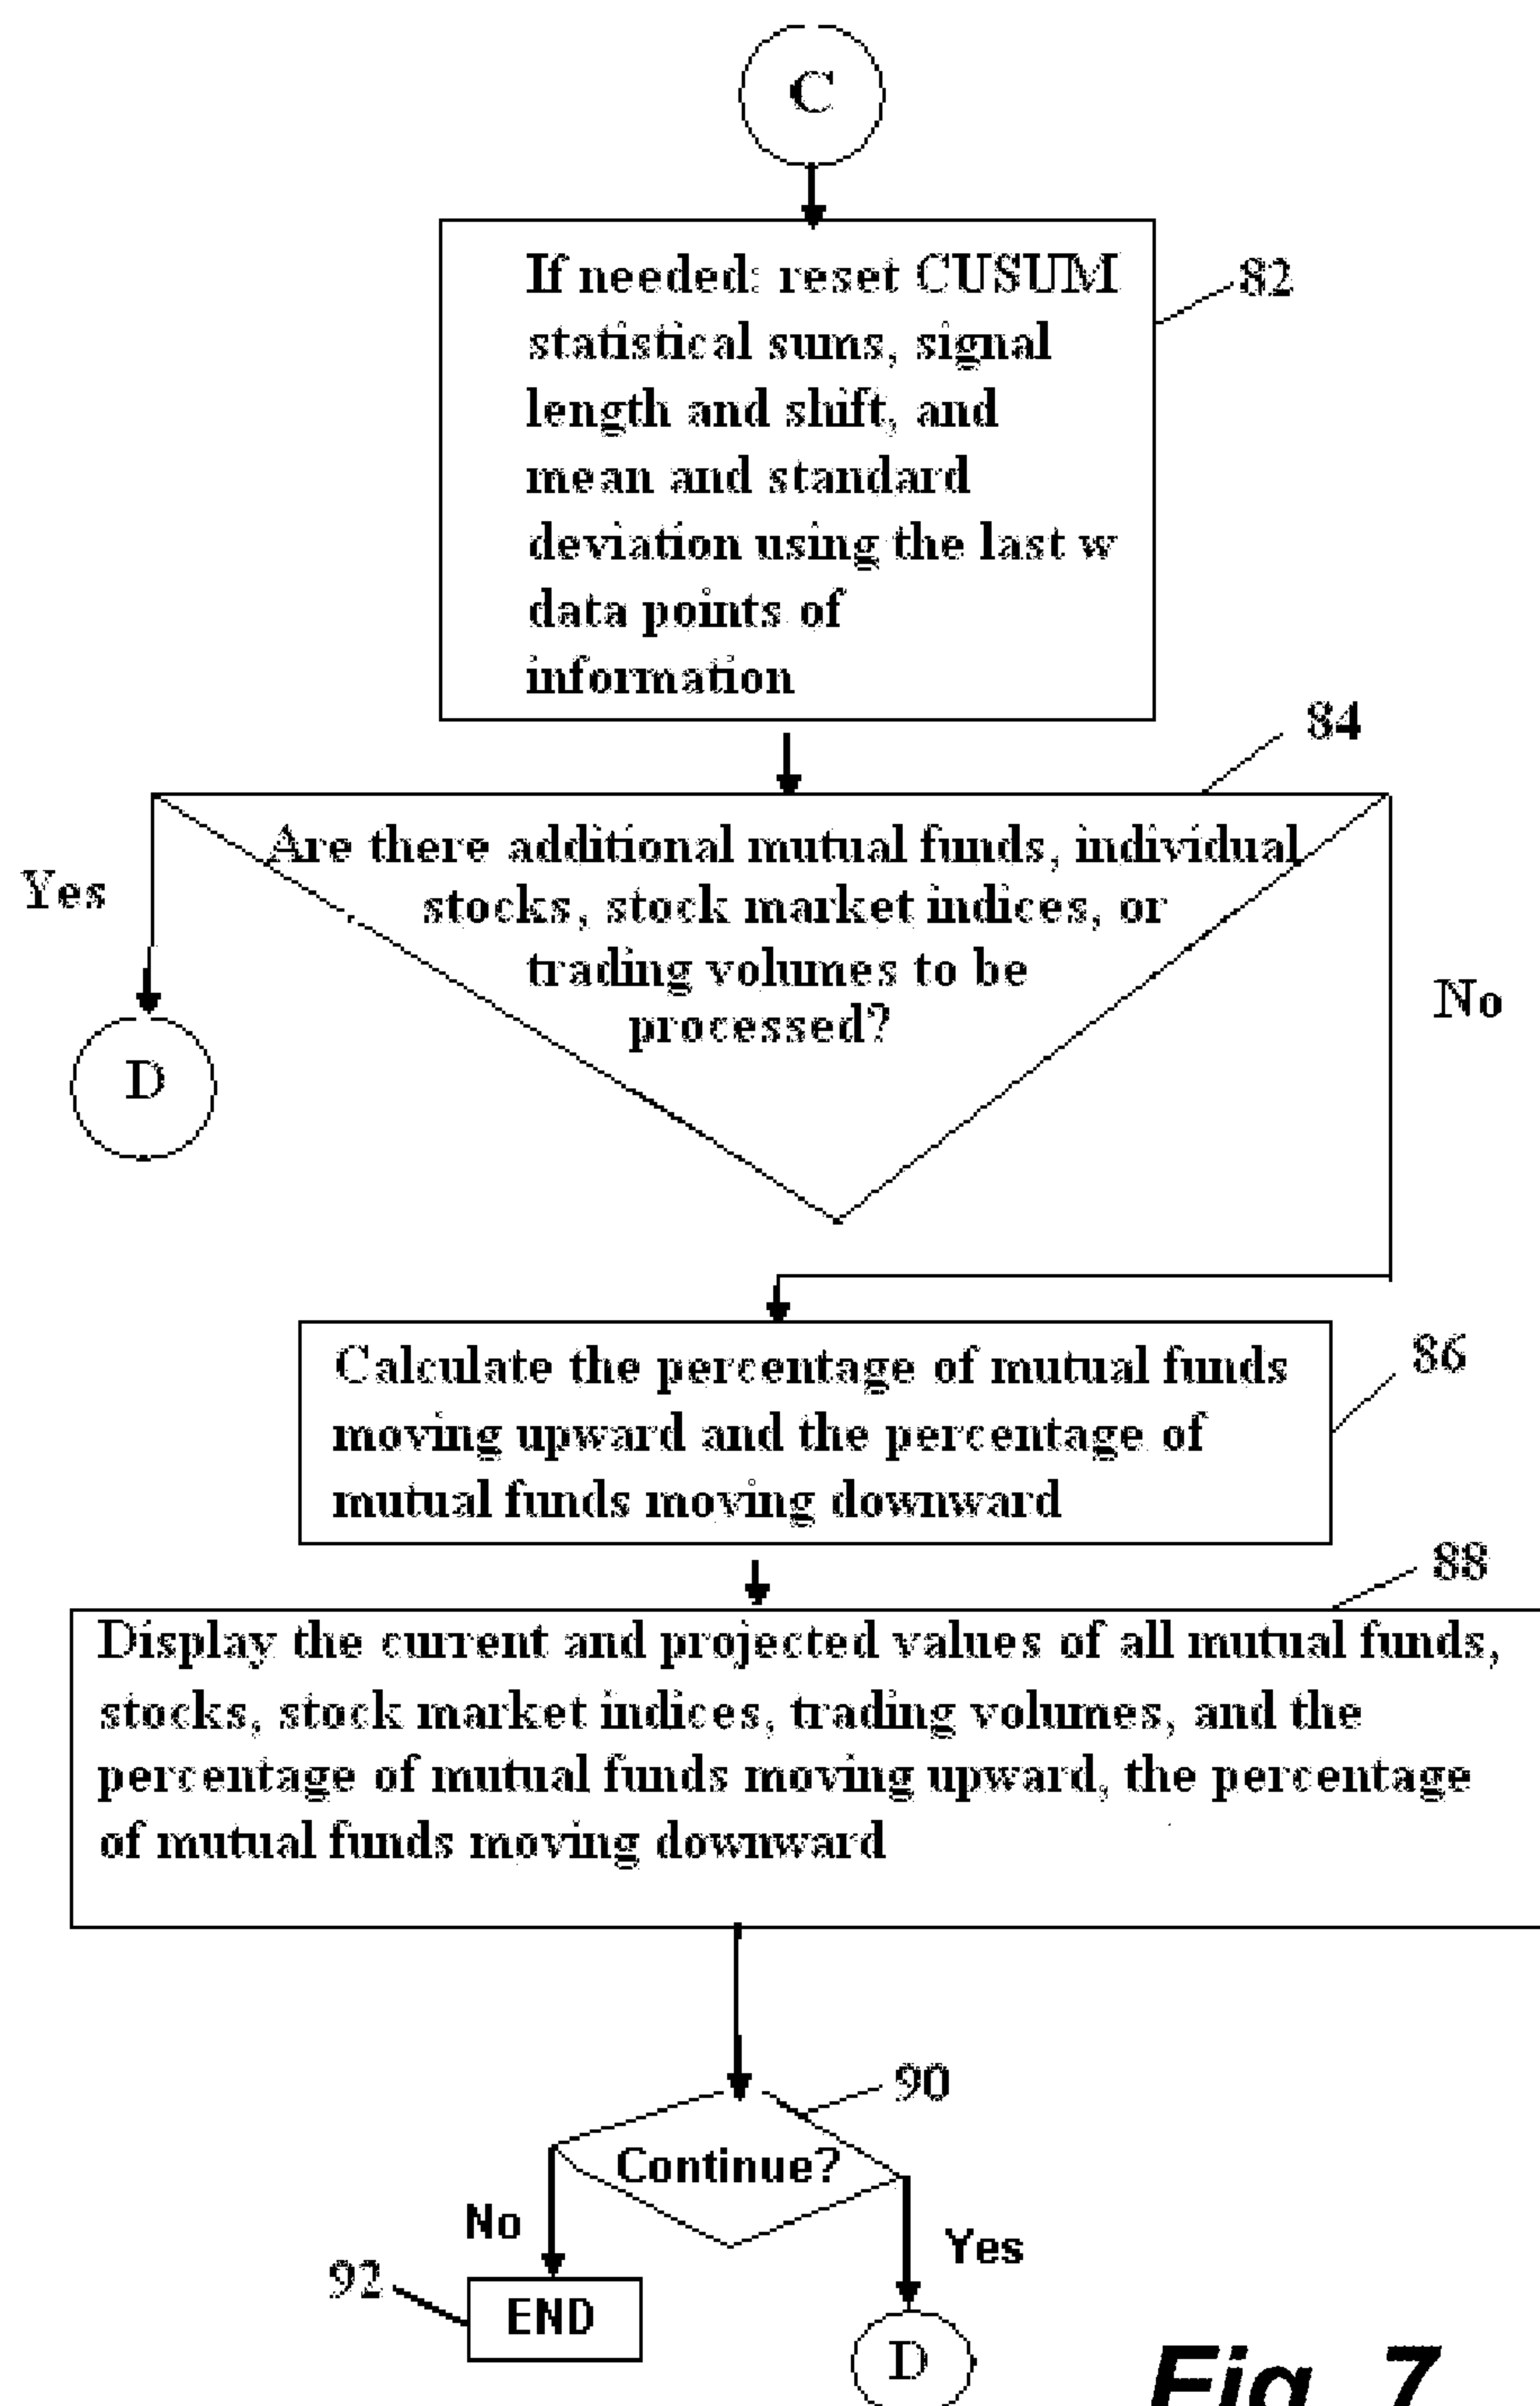 C
If needed: reset CUSUM
statistical sums, signal
length and shift, and
mean and standard
deviation using the last w
data points of
information
82
84
Are there additional mutual funds, individual
stocks, stock market indices, or
trading volumes to be
processed?
Yes
No
D
Calculate the percentage of mutual funds
moving upward and the percentage of
mutual funds moving downward
86
88
Display the current and projected values of all mutual funds,
stocks, stock market indices, trading volumes, and the
percentage of mutual funds moving upward, the percentage
of mutual funds moving downward
90
Continue?
No
Yes
92
END
D
Fig. 7